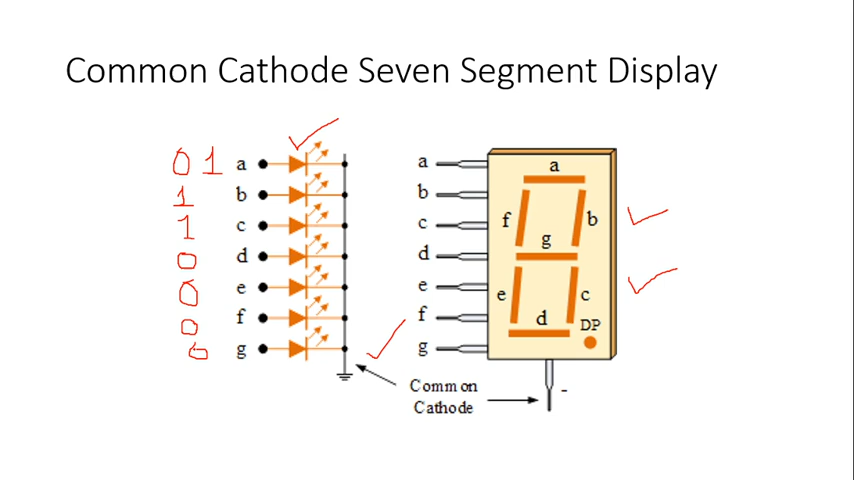 Common Cathode Seven Segment Display
0 1 a
1 b
1 c
0 d
0 e
0 f
0 g
a
b
c
d
e
f
g
a
f
b
g
e
c
d
DP
Common
Cathode
-